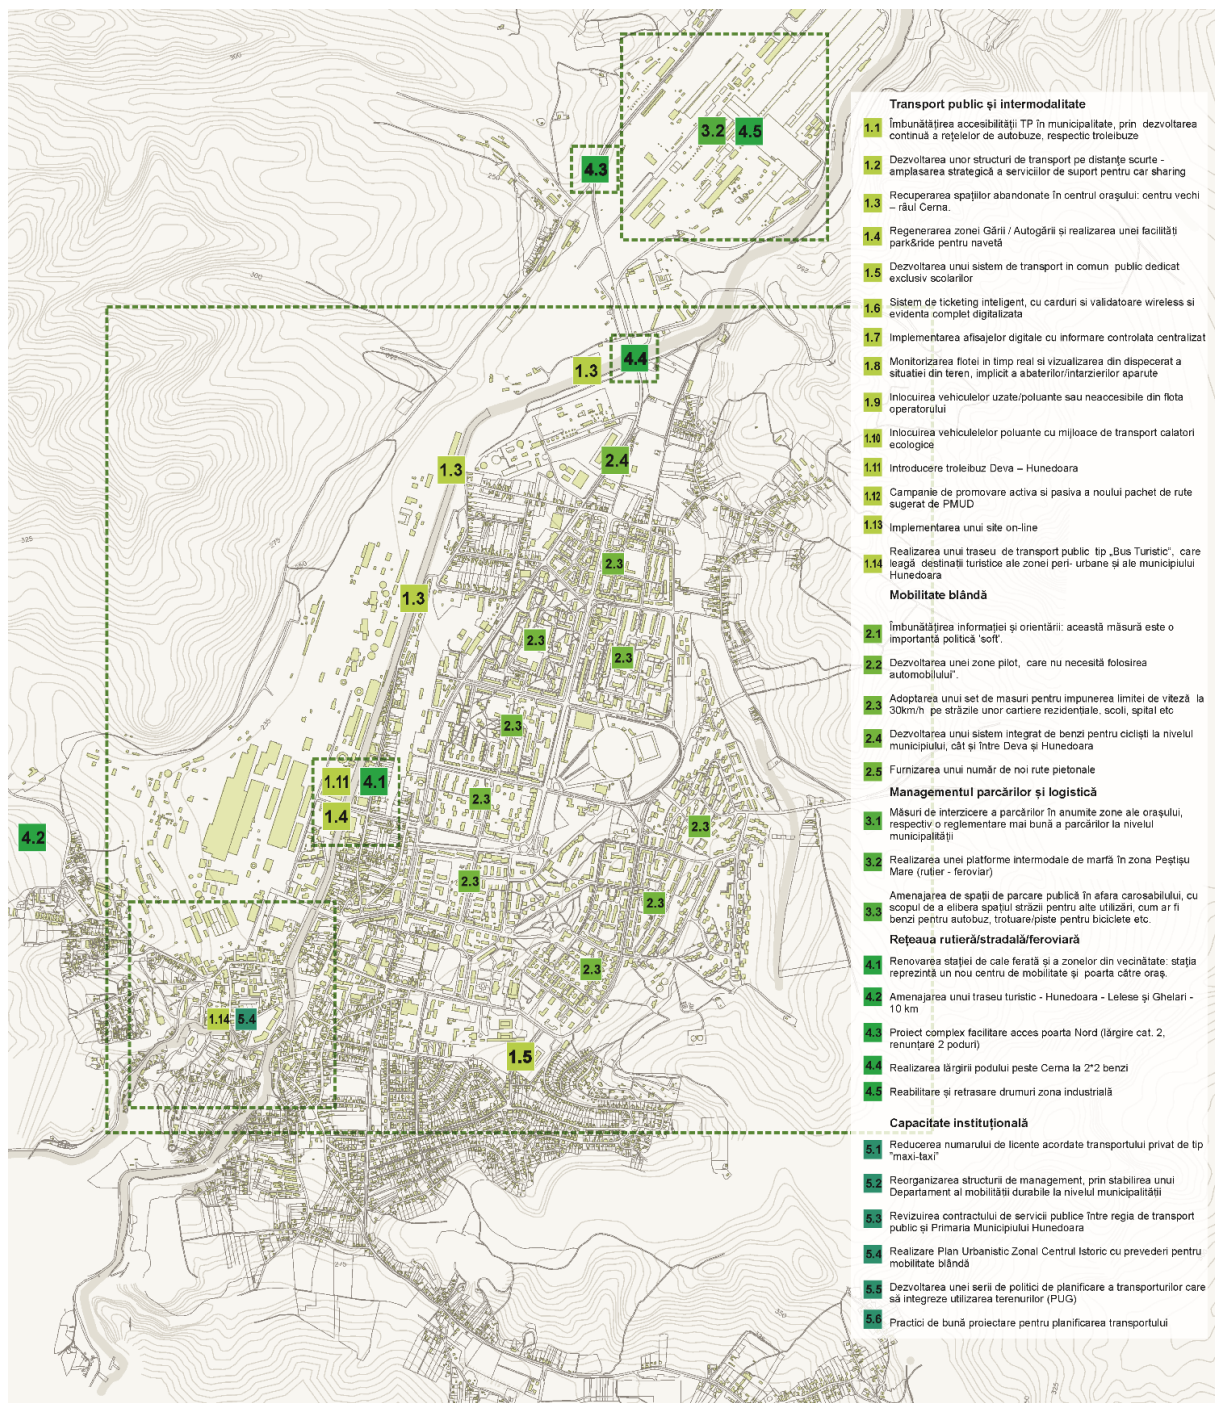 3.2
4.5
4.3
4.4
1.3
2.4
1.3
2.3
1.3
2.3
2.3
2.3
1.11
4.1
2.3
1.4
2.3
4.2
2.3
2.3
2.3
1.14
5.4
1.5
300
250
300
325
275
235
275
350
325
Transport public și intermodalitate
1.1 Îmbunătățirea accesibilității TP în municipalitate, prin dezvoltarea
continuă a rețelelor de autobuze, respectic troleibuze
1.2 Dezvoltarea unor structuri de transport pe distanțe scurte -
amplasarea strategică a serviciilor de suport pentru car sharing
1.3 Recuperarea spațiilor abandonate în centrul orașului: centru vechi
– râul Cerna.
1.4 Regenerarea zonei Gării / Autogării și realizarea unei facilități
park&ride pentru navetă
1.5 Dezvoltarea unui sistem de transport in comun public dedicat
exclusiv scolarilor
1.6 Sistem de ticketing inteligent, cu carduri si validatoare wireless si
evidenta complet digitalizata
1.7 Implementarea afisajelor digitale cu informare controlata centralizat
1.8 Monitorizarea flotei in timp real si vizualizarea din dispecerat a
situatiei din teren, implicit a abaterilor/intarzierilor aparute
1.9 Inlocuirea vehiculelor uzate/poluante sau neaccesibile din flota
operatorului
1.10 Inlocuirea vehiculelelor poluante cu mijloace de transport calatori
ecologice
1.11 Introducere troleibuz Deva – Hunedoara
1.12 Campanie de promovare activa si pasiva a noului pachet de rute
sugerat de PMUD
1.13 Implementarea unui site on-line
1.14 Realizarea unui traseu de transport public tip „Bus Turistic”, care
leagă destinații turistice ale zonei peri- urbane și ale municipiului
Hunedoara
Mobilitate blândă
2.1 Îmbunătățirea informației și orientării: această măsură este o
importantă politică 'soft'.
2.2 Dezvoltarea unei zone pilot, care nu necesită folosirea
automobilului”.
2.3 Adoptarea unui set de masuri pentru impunerea limitei de viteză la
30km/h pe străzile unor cartiere rezidențiale, scoli, spital etc
2.4 Dezvoltarea unui sistem integrat de benzi pentru cicliști la nivelul
municipiului, cât și între Deva și Hunedoara
2.5 Furnizarea unui număr de noi rute pietonale
Managementul parcărilor și logistică
3.1 Măsuri de interzicere a parcărilor în anumite zone ale orașului,
respectiv o reglementare mai bună a parcărilor la nivelul
municipalității
3.2 Realizarea unei platforme intermodale de marfă în zona Peștișu
Mare (rutier - feroviar)
3.3 Amenajarea de spații de parcare publică în afara carosabilului, cu
scopul de a elibera spațiul străzii pentru alte utilizări, cum ar fi
benzi pentru autobuz, trotuare/piste pentru biciclete etc.
Rețeaua rutieră/stradală/feroviară
4.1 Renovarea stației de cale ferată și a zonelor din vecinătate: stația
reprezintă un nou centru de mobilitate și poarta către oraș.
4.2 Amenajarea unui traseu turistic - Hunedoara - Lelese și Ghelari -
10 km
4.3 Proiect complex facilitare acces poarta Nord (lărgire cat. 2,
renunțare 2 poduri)
4.4 Realizarea lărgirii podului peste Cerna la 2*2 benzi
4.5 Reabilitare și retrasare drumuri zona industrială
Capacitate instituțională
5.1 Reducerea numarului de licente acordate transportului privat de tip
”maxi-taxi”
5.2 Reorganizarea structurii de management, prin stabilirea unui
Departament al mobilității durabile la nivelul municipalității
5.3 Revizuirea contractului de servicii publice între regia de transport
public și Primaria Municipiului Hunedoara
5.4 Realizare Plan Urbanistic Zonal Centrul Istoric cu prevederi pentru
mobilitate blândă
5.5 Dezvoltarea unei serii de politici de planificare a transporturilor care
să integreze utilizarea terenurilor (PUG)
5.6 Practici de bună proiectare pentru planificarea transportului